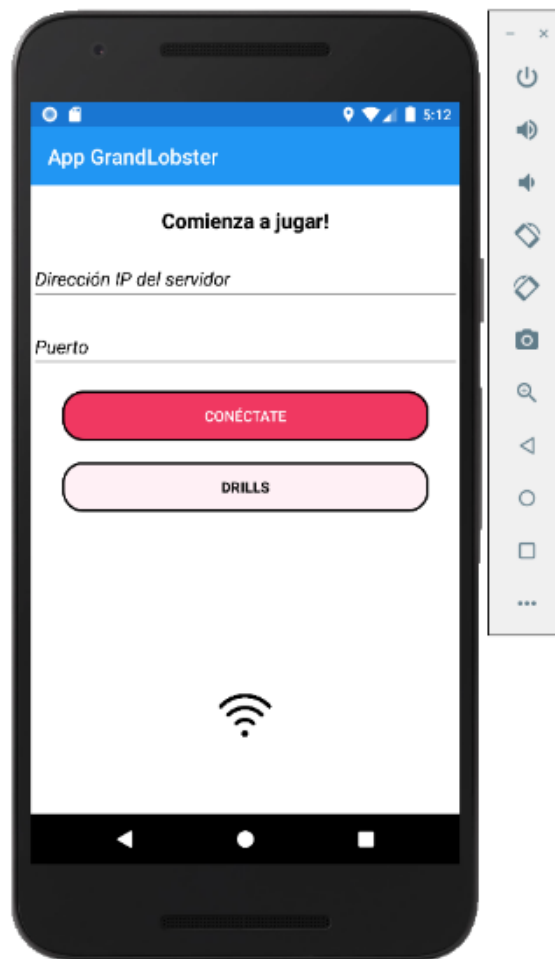 5:12
App GrandLobster
Comienza a jugar!
Dirección IP del servidor
Puerto
CONÉCTATE
DRILLS